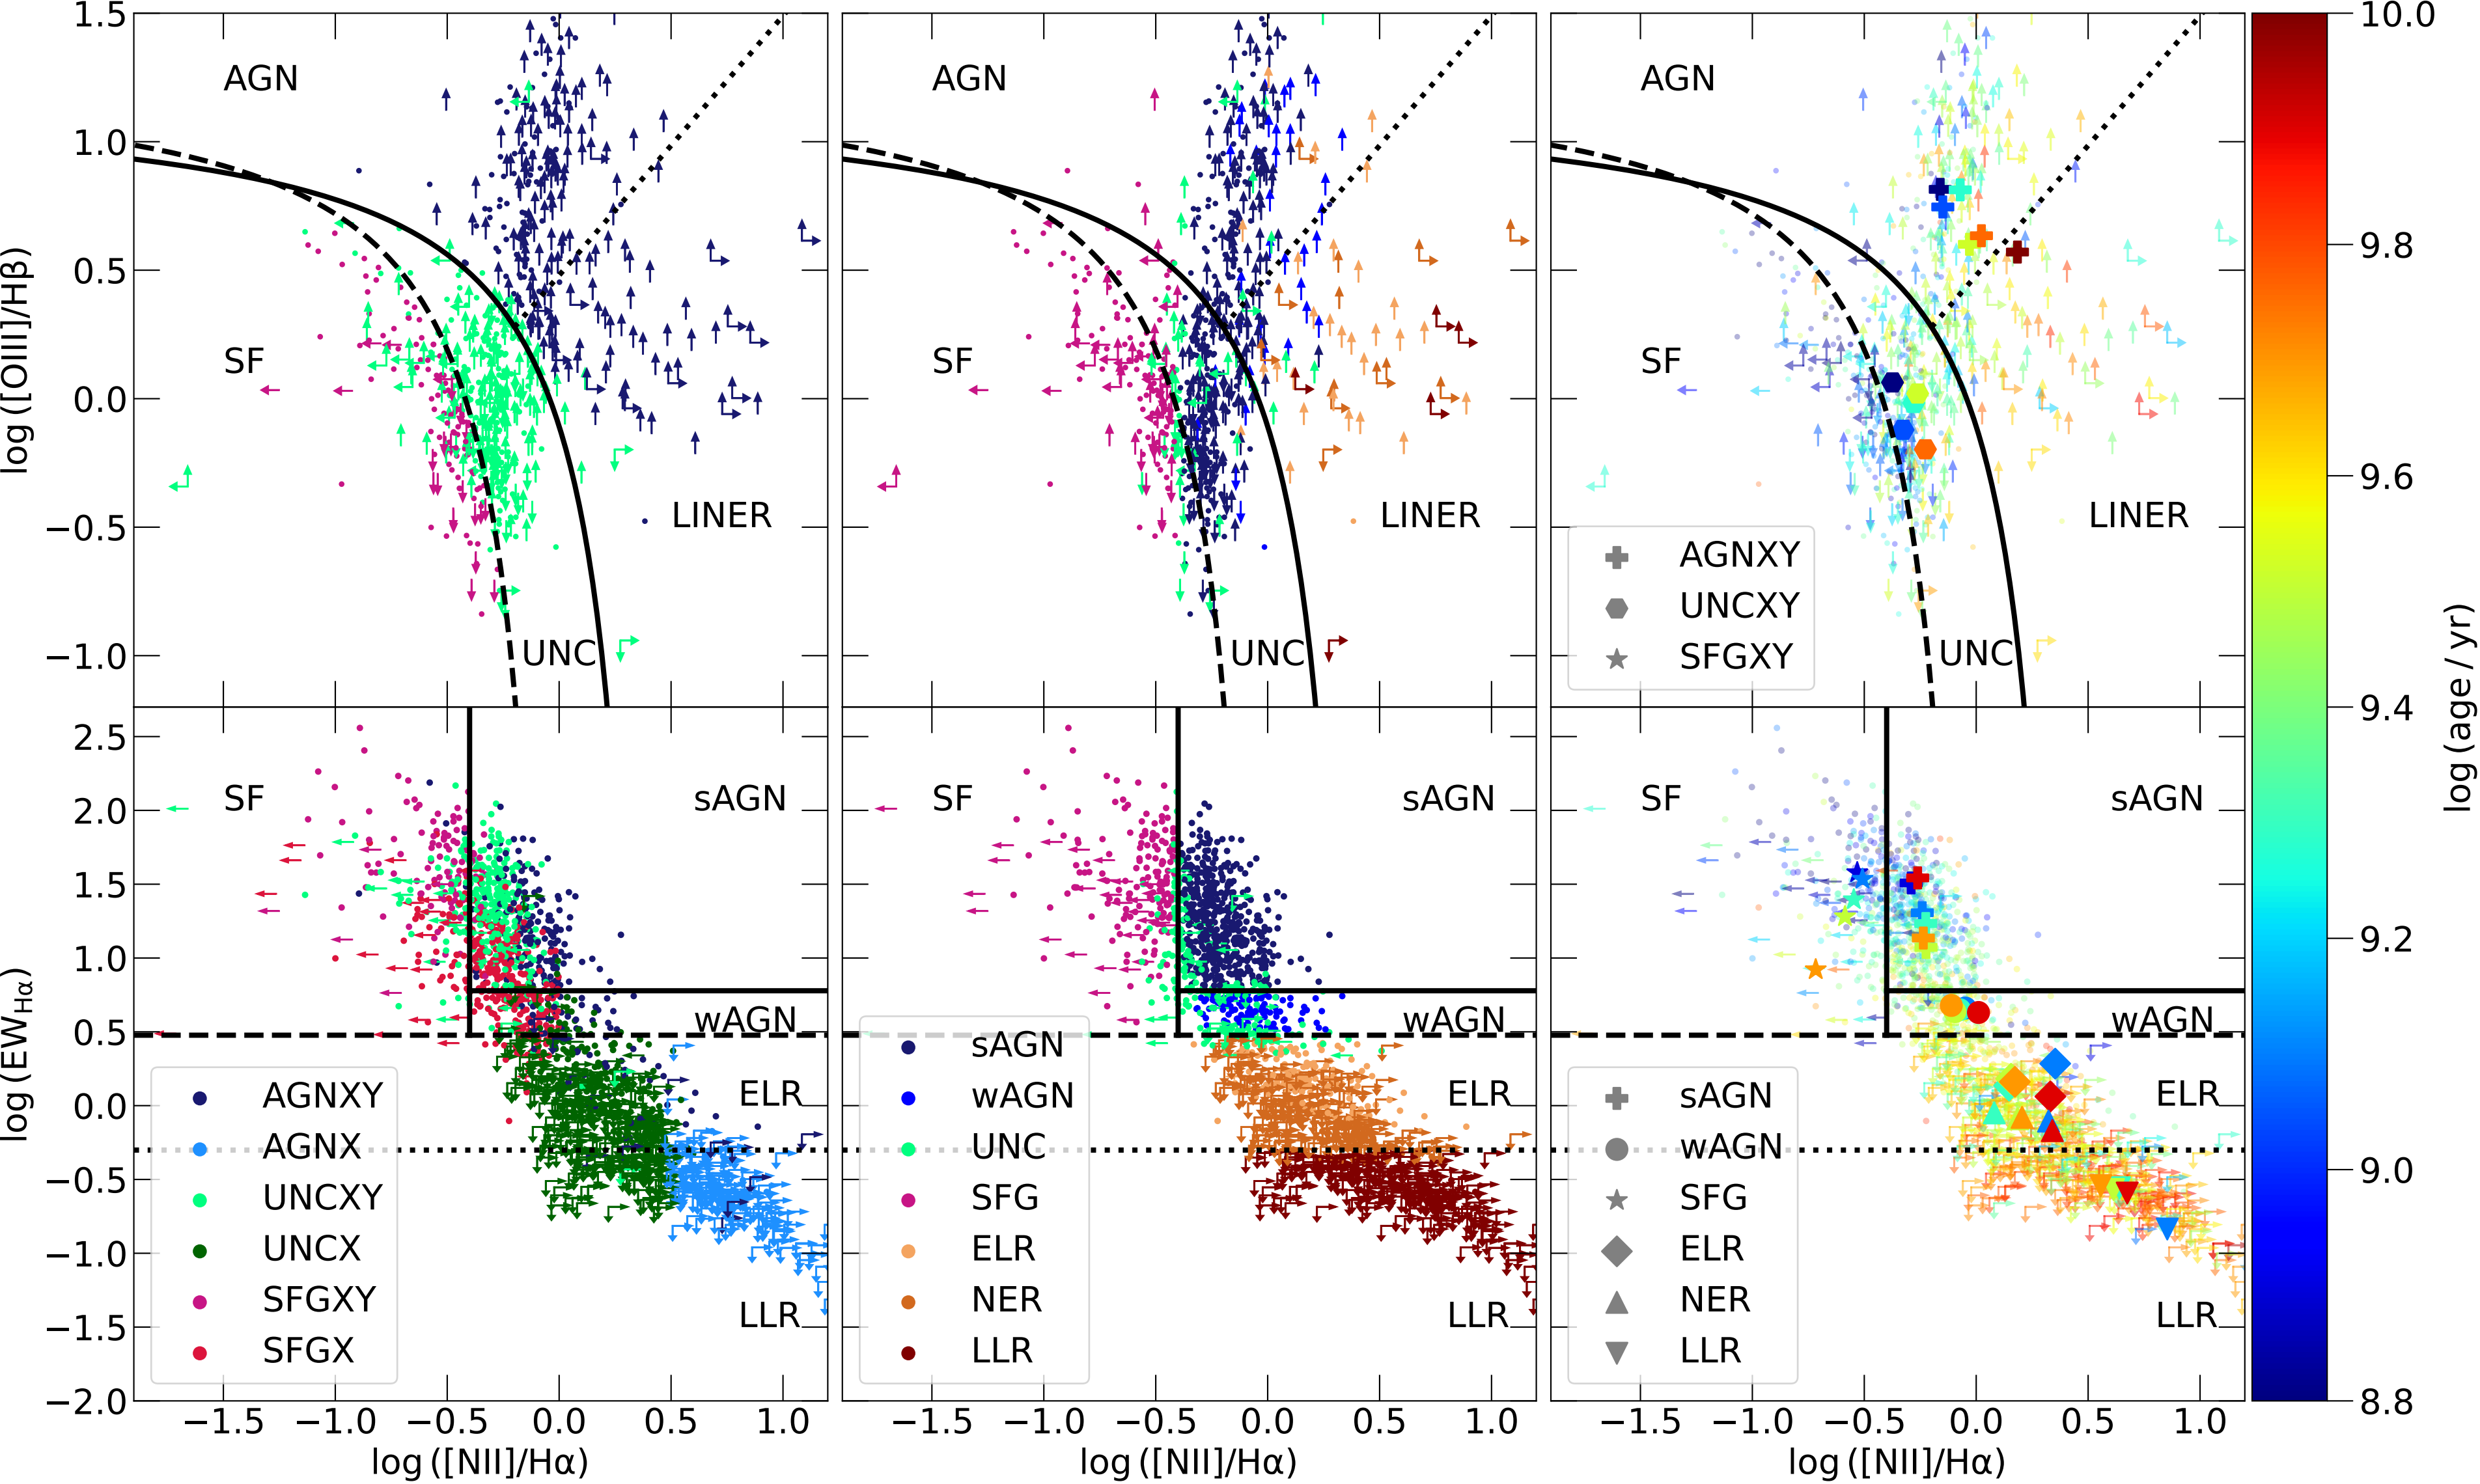 1.5
1.0
0.5
0.0
−0.5
−1.0
log ([OIII]/Hβ)
AGN
SF
LINER
UNC
AGN
SF
LINER
UNC
AGN
SF
LINER
UNC
AGNXY
UNCXY
SFGXY
2.5
2.0
1.5
1.0
0.5
0.0
−0.5
−1.0
−1.5
−2.0
log (EWHα)
SF
sAGN
wAGN
ELR
LLR
AGNXY
AGNX
UNCXY
UNCX
SFGXY
SFGX
−1.5 −1.0 −0.5 0.0 0.5 1.0
log ([NII]/Hα)
SF
sAGN
wAGN
ELR
LLR
sAGN
wAGN
UNC
SFG
ELR
NER
LLR
−1.5 −1.0 −0.5 0.0 0.5 1.0
log ([NII]/Hα)
SF
sAGN
wAGN
ELR
LLR
sAGN
wAGN
SFG
ELR
NER
LLR
−1.5 −1.0 −0.5 0.0 0.5 1.0
log ([NII]/Hα)
10.0
9.8
9.6
9.4
9.2
9.0
8.8
log (age / yr)